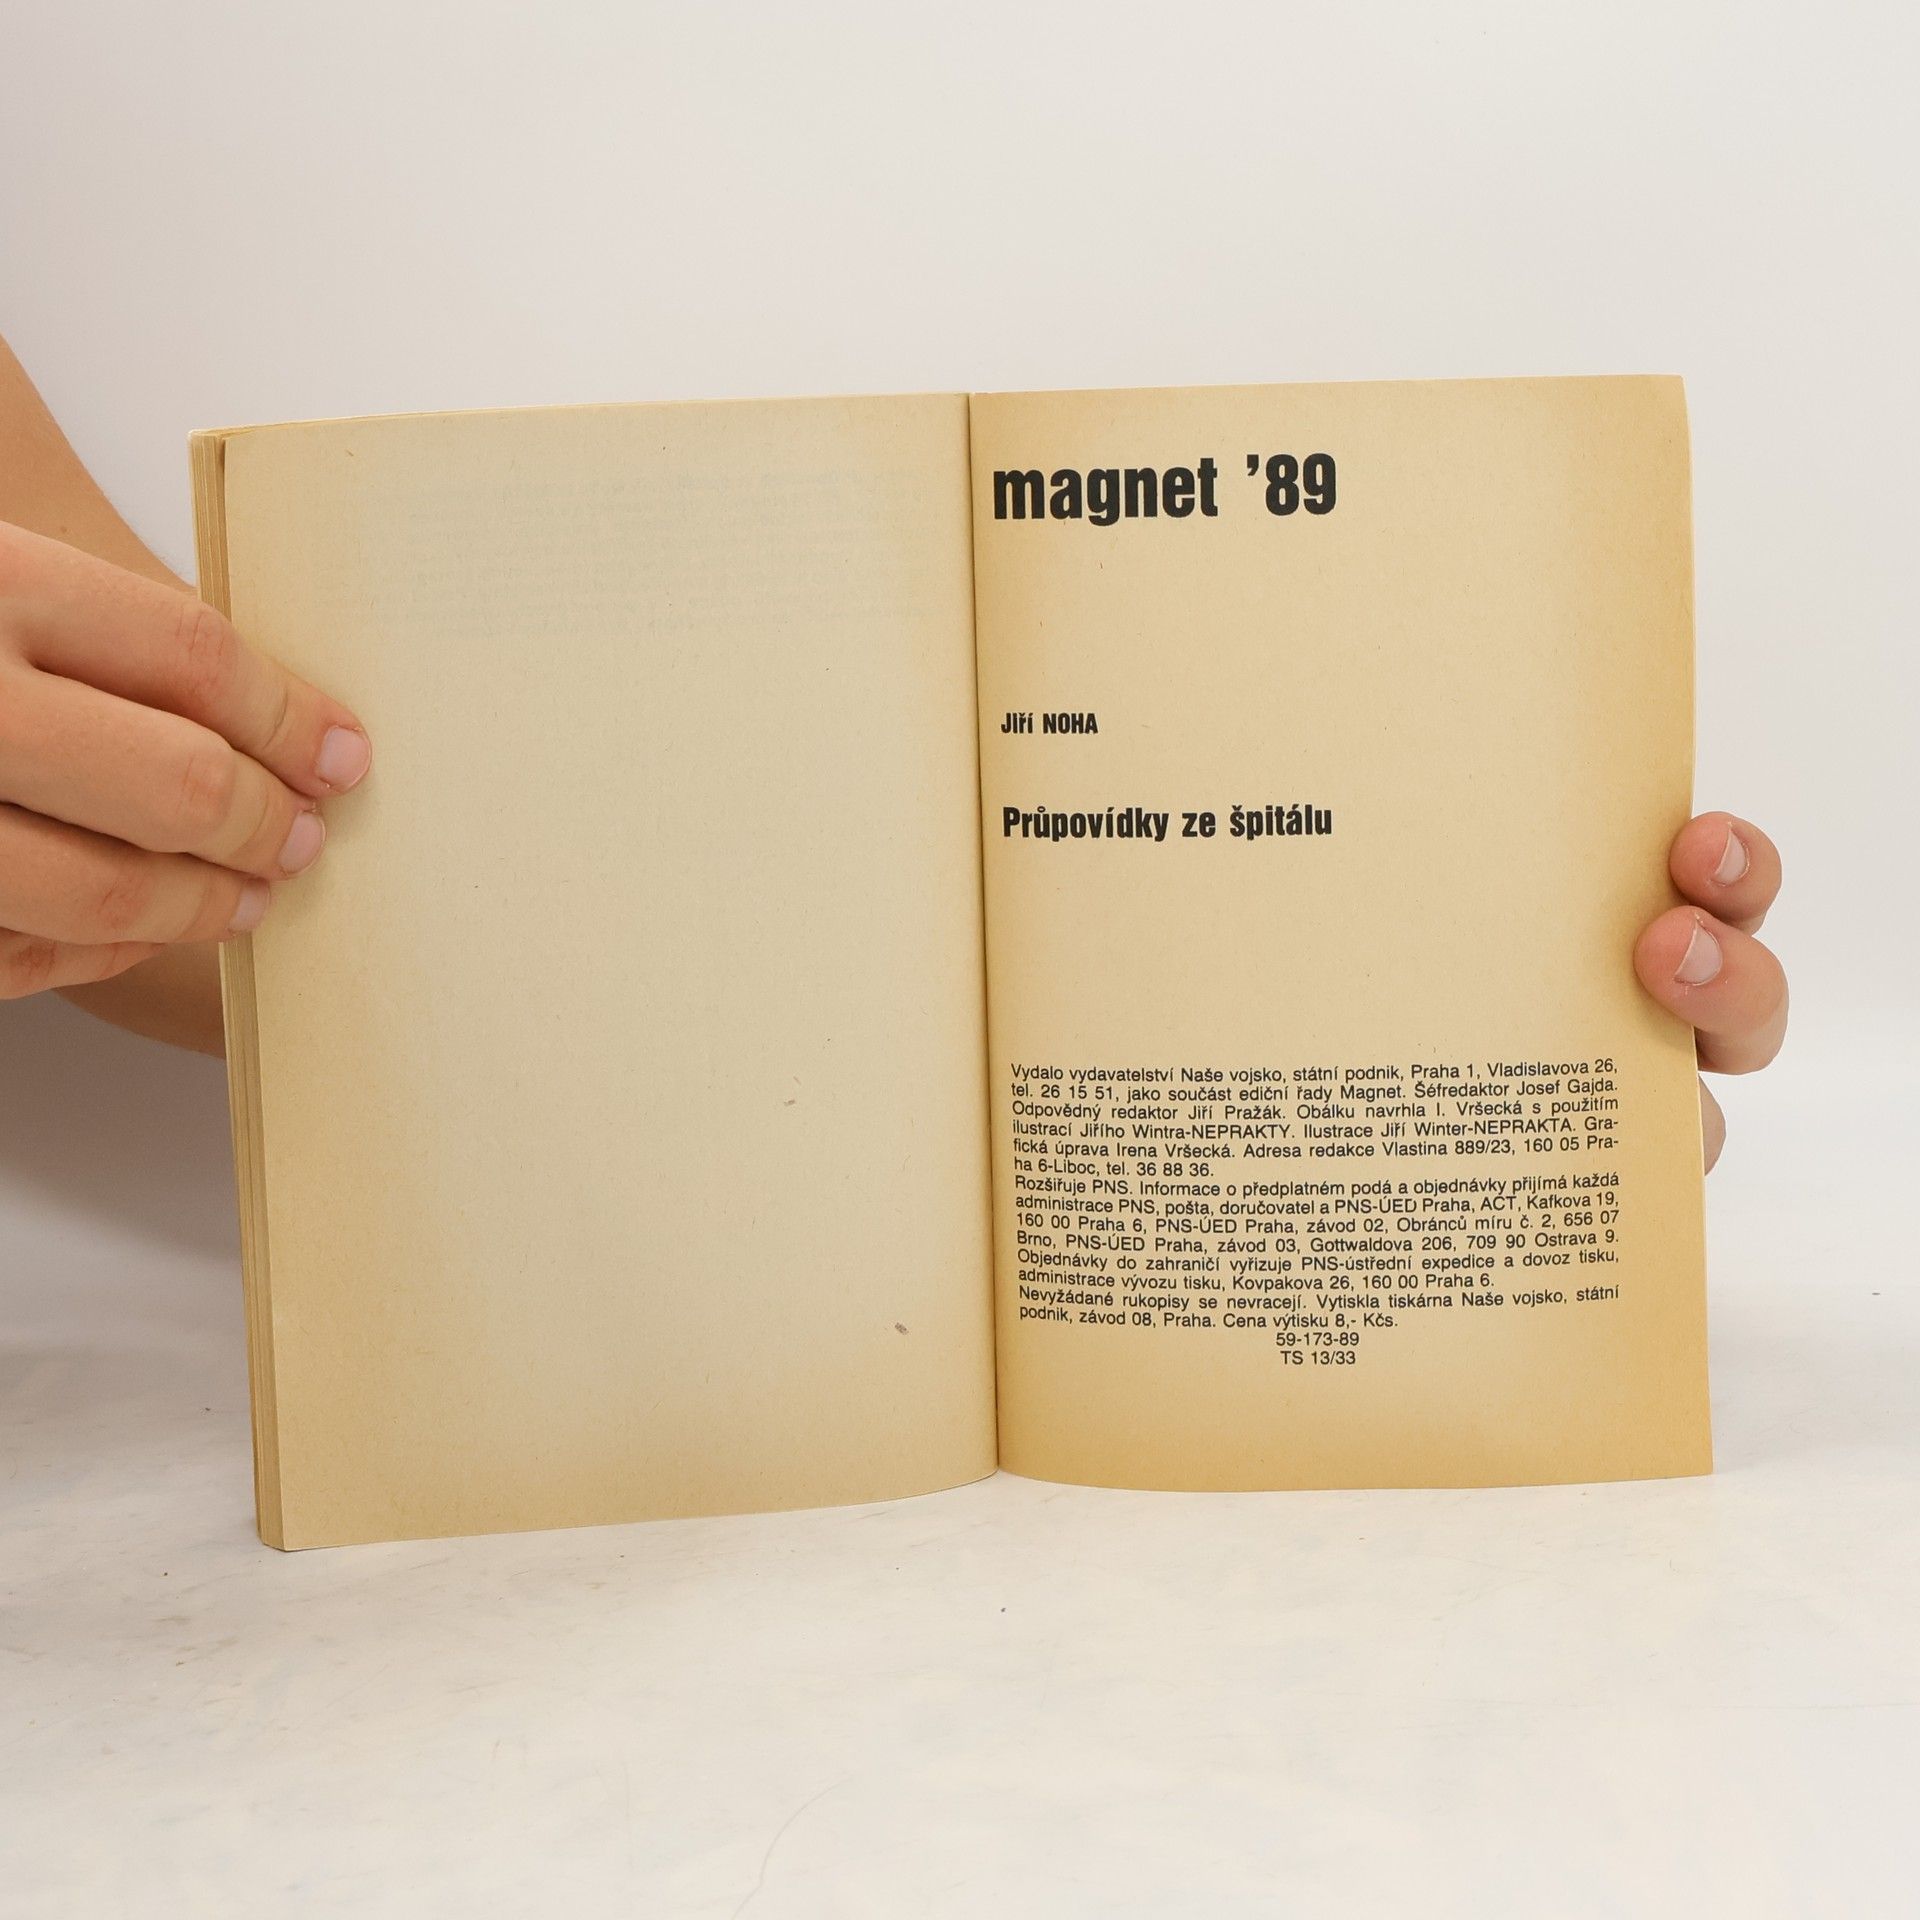 magnet ’89
Jiří NOHA
Průpovídky ze špitálu
Vydalo vydavatelství Naše vojsko, státní podnik, Praha 1, Vladislavova 26,
tel. 26 15 51, jako součást ediční řady Magnet. Šéfredaktor Josef Gajda.
Odpovědný redaktor Jiří Pražák. Obálku navrhla I. Vršecká s použitím
ilustrací Jiřího Wintra-NEPRAKTY. Ilustrace Jiří Winter-NEPRAKTA. Gra-
fická úprava Irena Vršecká. Adresa redakce Vlastina 889/23, 160 05 Pra-
ha 6-Liboc, tel. 36 88 36.
Rozšiřuje PNS. Informace o předplatném podá a objednávky přijímá každá
administrace PNS, pošta, doručovatel a PNS-ÚED Praha, ACT, Kafkova 19,
160 00 Praha 6, PNS-ÚED Praha, závod 02, Obránců míru č. 2, 656 07
Brno, PNS-ÚED Praha, závod 03, Gottwaldova 206, 709 90 Ostrava 9.
Objednávky do zahraničí vyřizuje PNS-ústřední expedice a dovoz tisku,
administrace vývozu tisku, Kovpakova 26, 160 00 Praha 6.
Nevyžádané rukopisy se nevracejí. Vytiskla tiskárna Naše vojsko, státní
podnik, závod 08, Praha. Cena výtisku 8,- Kčs.
59-173-89
TS 13/33